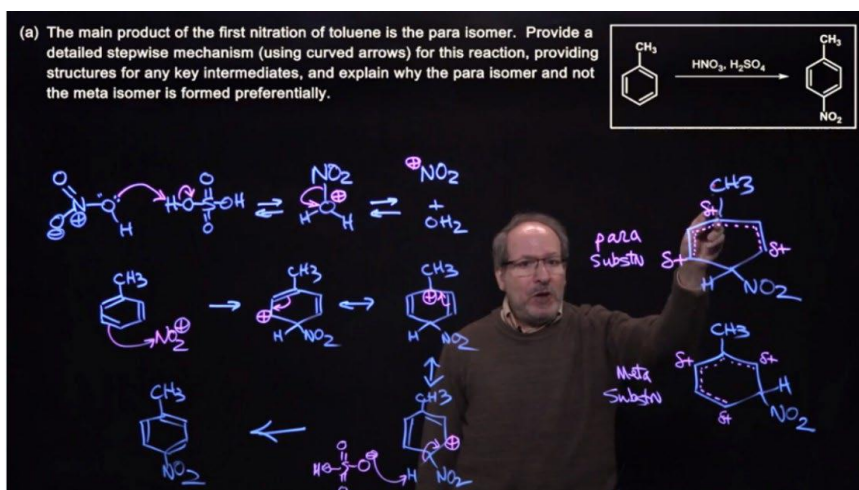 (a) The main product of the first nitration of toluene is the para isomer. Provide a
detailed stepwise mechanism (using curved arrows) for this reaction, providing
structures for any key intermediates, and explain why the para isomer and not
the meta isomer is formed preferentially.
CH₃
HNO₃, H₂SO₄
CH₃
NO₂
O
⊖O
N
⊕
O
H
H-O-S-OH
O
O
NO2
⊕
H
O
H
⊕NO2
+
OH2
CH3
NO2⊕
CH3
⊕
H NO2
CH3
⊕
H NO2
CH3
⊕
H NO2
O
HO-S-O⊖
O
CH3
NO2
para
Substn
CH3
δ+
δ+
δ+
H
NO2
Meta
Substn
CH3
δ+
δ+
δ+
H
NO2